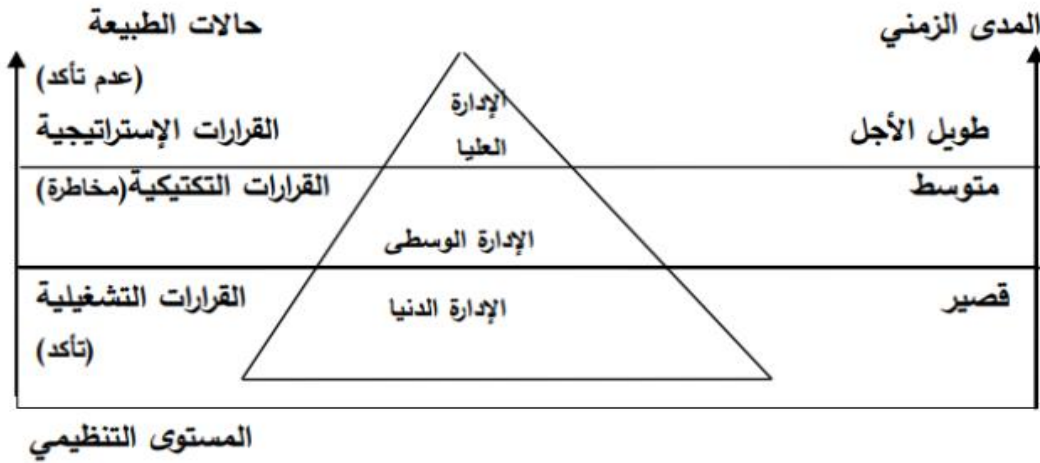 المدى الزمني
حالات الطبيعة
(عدم تأكد)
الإدارة
العليا
طويل الأجل
القرارات الإستراتيجية
متوسط
القرارات التكتيكية(مخاطرة)
الإدارة الوسطى
قصير
الإدارة الدنيا
القرارات التشغيلية
(تأكد)
المستوى التنظيمي